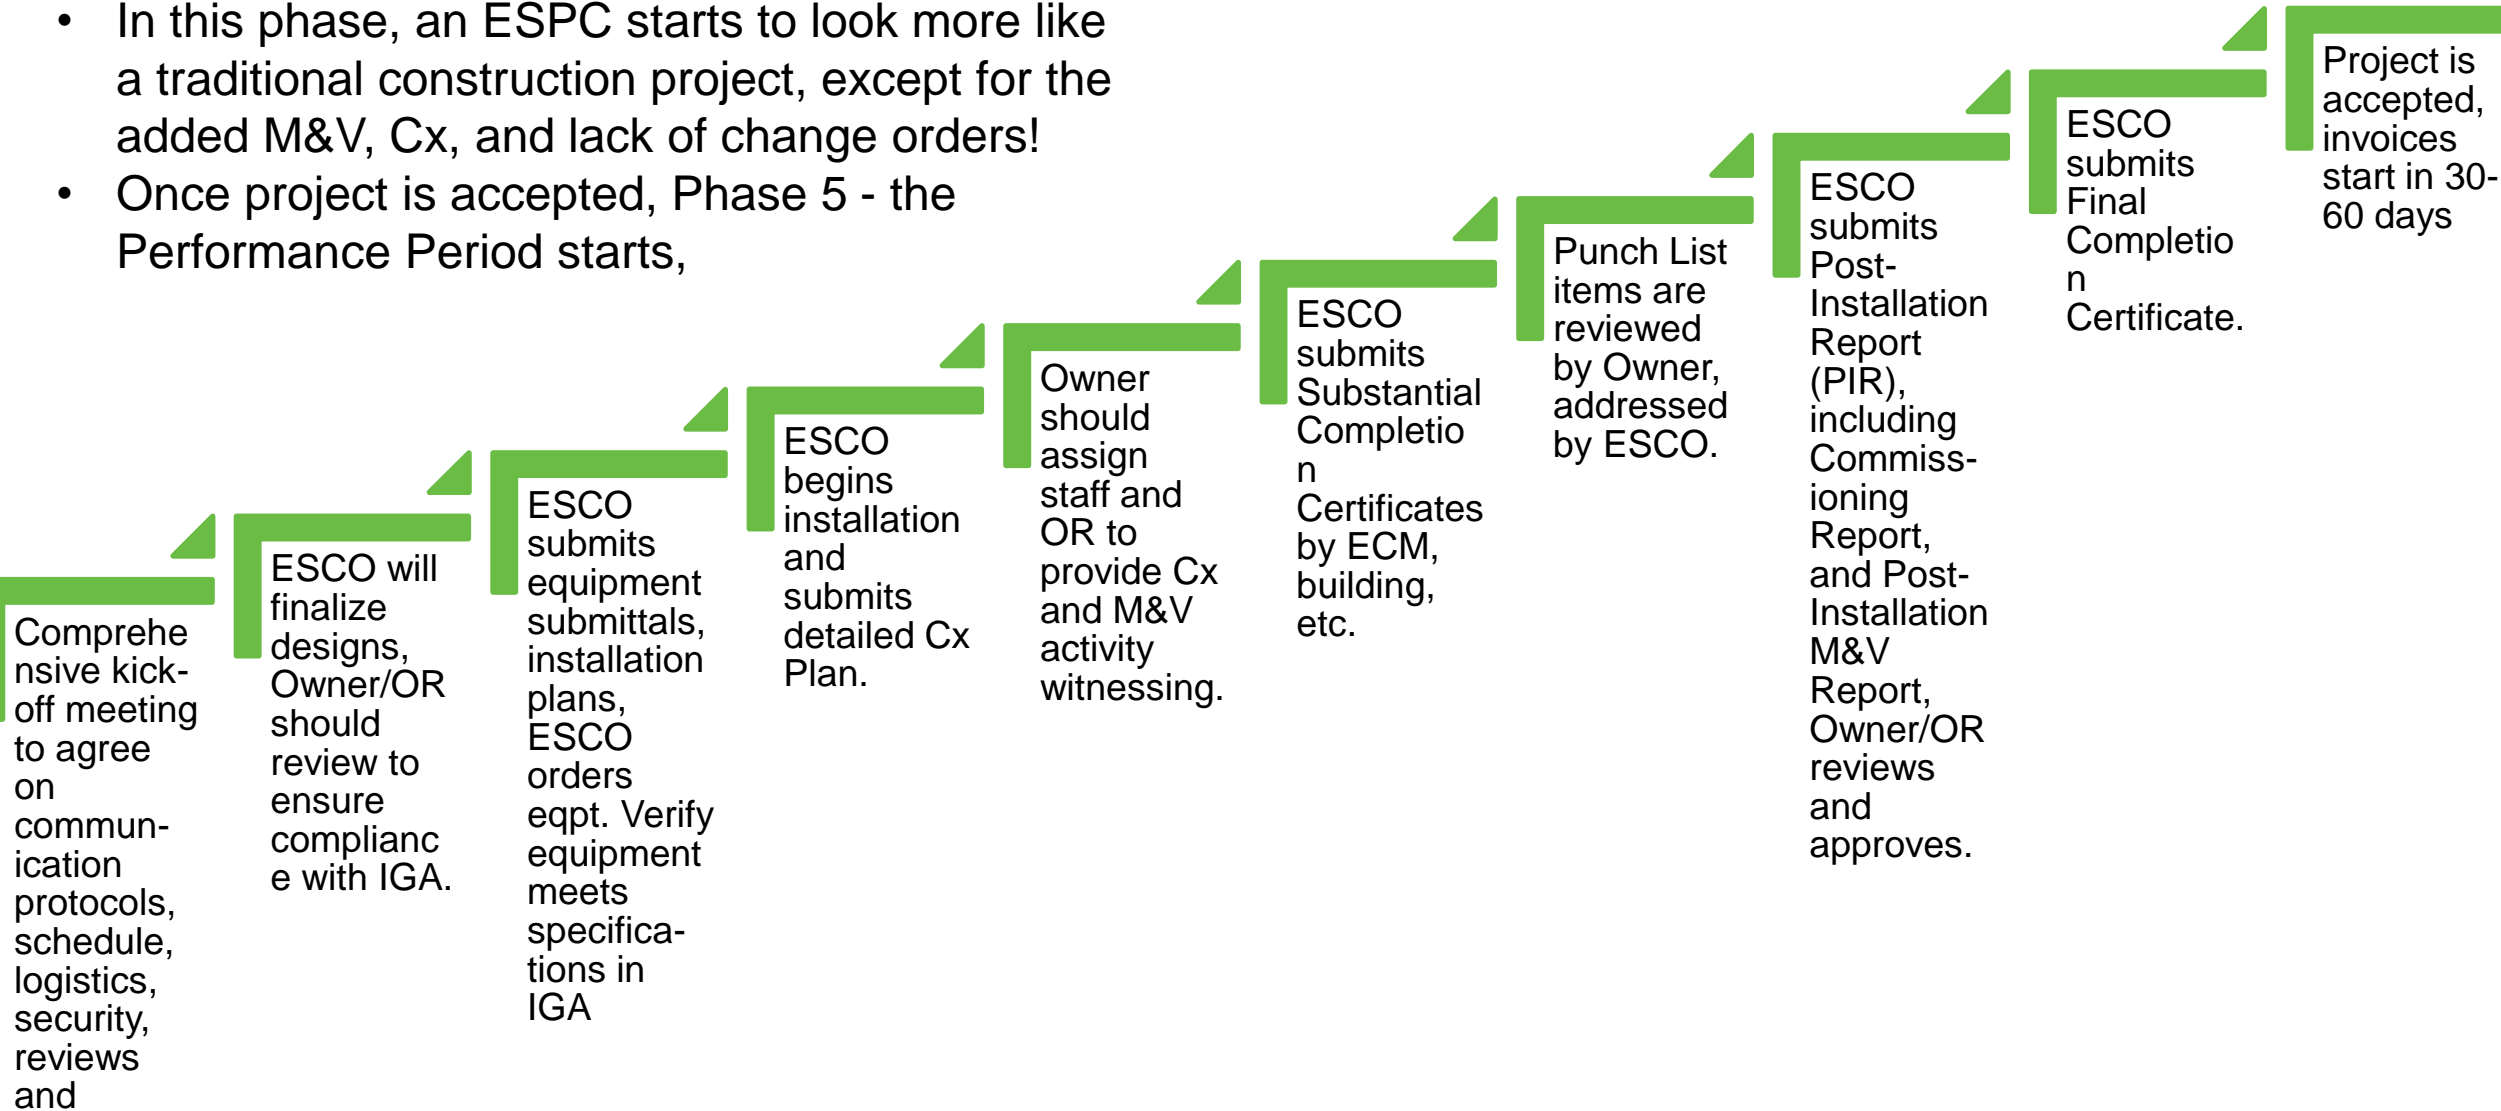 • In this phase, an ESPC starts to look more like
a traditional construction project, except for the
added M&V, Cx, and lack of change orders!
• Once project is accepted, Phase 5 - the
Performance Period starts,
Comprehe
nsive kick-
off meeting
to agree
on
commun-
ication
protocols,
schedule,
logistics,
security,
reviews
and
ESCO will
finalize
designs,
Owner/OR
should
review to
ensure
complianc
e with IGA.
ESCO
submits
equipment
submittals,
installation
plans,
ESCO
orders
eqpt. Verify
equipment
meets
specifica-
tions in
IGA
ESCO
begins
installation
and
submits
detailed Cx
Plan.
Owner
should
assign
staff and
OR to
provide Cx
and M&V
activity
witnessing.
ESCO
submits
Substantial
Completio
n
Certificates
by ECM,
building,
etc.
Punch List
items are
reviewed
by Owner,
addressed
by ESCO.
ESCO
submits
Post-
Installation
Report
(PIR),
including
Commiss-
ioning
Report,
and Post-
Installation
M&V
Report,
Owner/OR
reviews
and
approves.
ESCO
submits
Final
Completio
n
Certificate.
Project is
accepted,
invoices
start in 30-
60 days